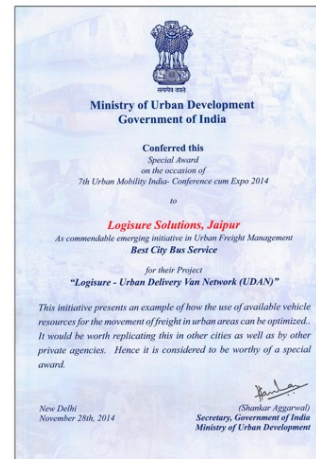 सत्यमेव जयते
Ministry of Urban Development
Government of India
Conferred this
Special Award
on the occasion of
7th Urban Mobility India- Conference cum Expo 2014
to
Logisure Solutions, Jaipur
As commendable emerging initiative in Urban Freight Management
Best City Bus Service
for their Project
“Logisure - Urban Delivery Van Network (UDAN)”
This initiative presents an example of how the use of available vehicle
resources for the movement of freight in urban areas can be optimized..
It would be worth replicating this in other cities as well as by other
private agencies. Hence it is considered to be worthy of a special
award.
New Delhi
November 28th, 2014
(Shankar Aggarwal)
Secretary, Government of India
Ministry of Urban Development